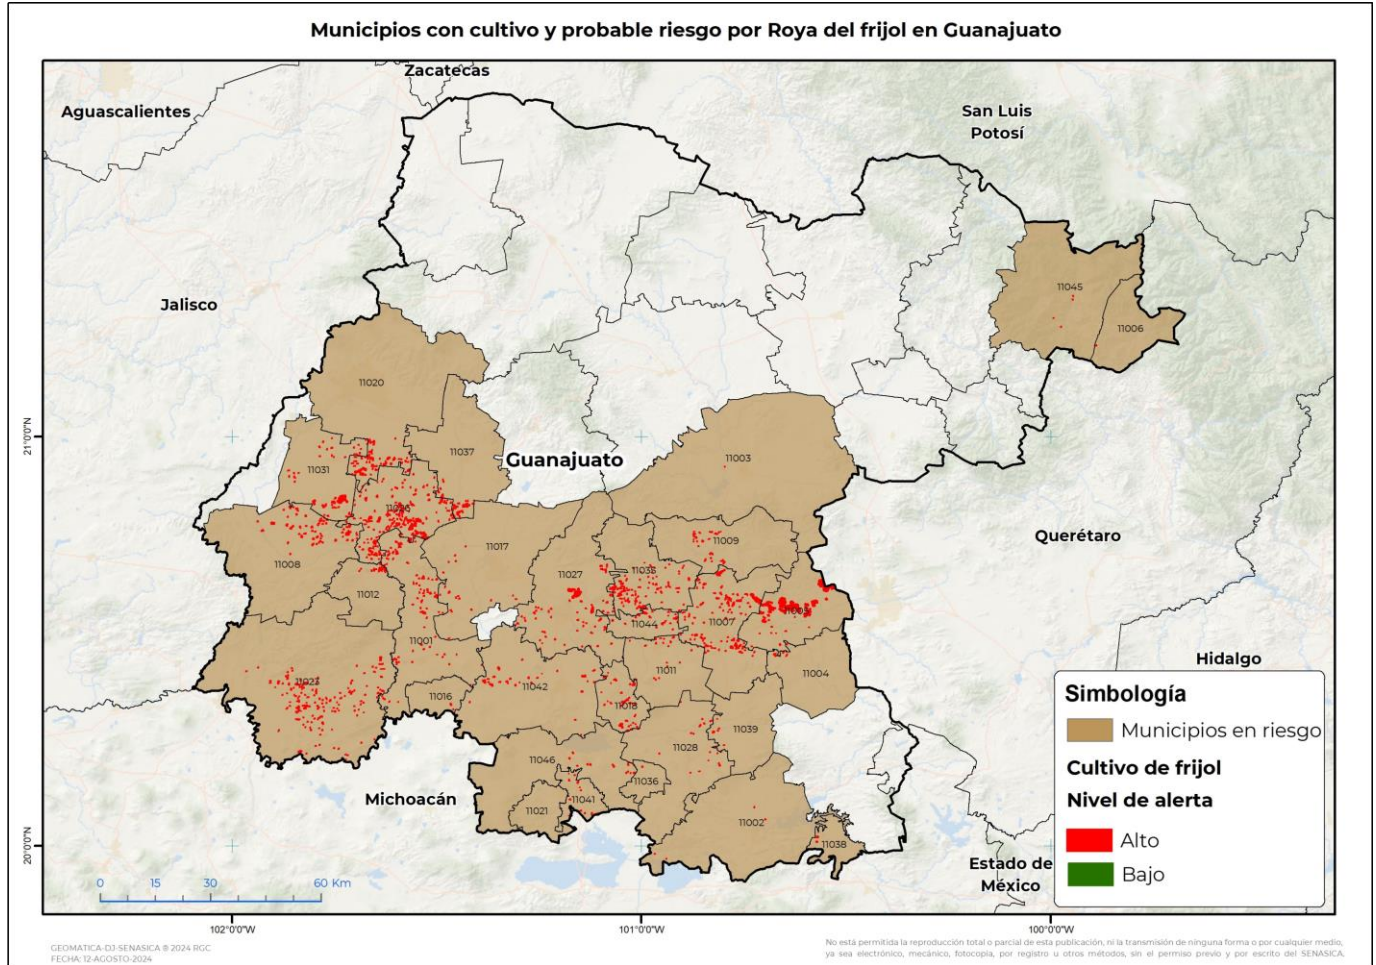 Municipios con cultivo y probable riesgo por Roya del frijol en Guanajuato
Zacatecas
Aguascalientes
San Luis
Potosí
Jalisco
11045
11006
11020
21°0'0"N
11037
Guanajuato
11003
11031
Querétaro
11009
11017
11008
11027
11035
11012
11044
11007
11001
Hidalgo
11011
11004
11023
11042
11016
11018
11039
11028
11046
11036
Michoacán
11041
11021
11002
11038
20°0'0"N
Estado de
México
Simbología
Municipios en riesgo
Cultivo de frijol
Nivel de alerta
Alto
Bajo
0 15 30 60 Km
102°0'0"W
101°0'0"W
100°0'0"W
GEOMATICA-DJ-SENASICA ® 2024 RGC
FECHA: 12-AGOSTO-2024
No está permitida la reproducción total o parcial de esta publicación, ni la transmisión de ninguna forma o por cualquier medio,
ya sea electrónico, mecánico, fotocopia, por registro u otros métodos, sin el permiso previo y por escrito del SENASICA.